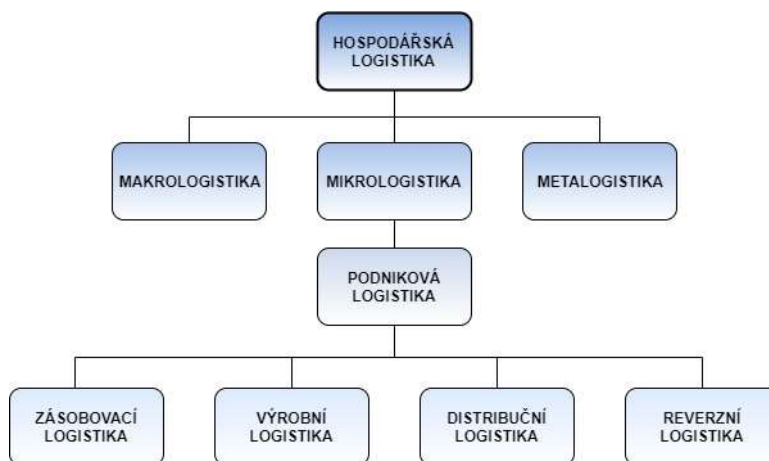 HOSPODÁŘSKÁ
LOGISTIKA
MAKROLOGISTIKA
MIKROLOGISTIKA
METALOGISTIKA
PODNIKOVÁ
LOGISTIKA
ZÁSOBOVACÍ
LOGISTIKA
VÝROBNÍ
LOGISTIKA
DISTRIBUČNÍ
LOGISTIKA
REVERZNÍ
LOGISTIKA